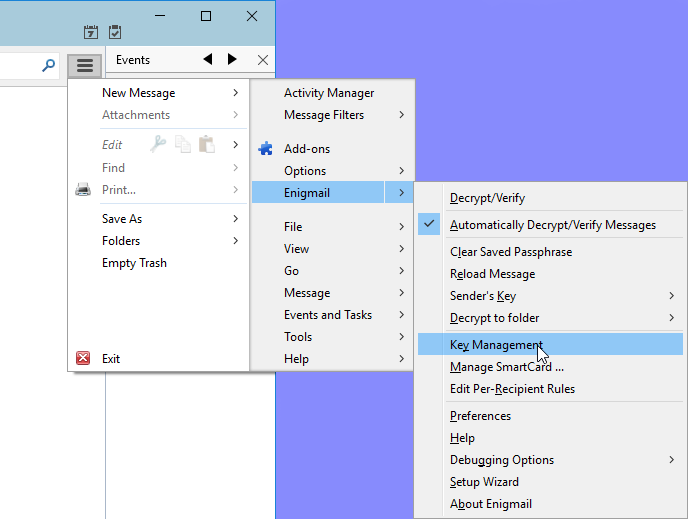 7
Events
New Message
Attachments
Edit
Find
Print...
Save As
Folders
Empty Trash
Exit
Activity Manager
Message Filters
Add-ons
Options
Enigmail
File
View
Go
Message
Events and Tasks
Tools
Help
Decrypt/Verify
Automatically Decrypt/Verify Messages
Clear Saved Passphrase
Reload Message
Sender's Key
Decrypt to folder
Key Management
Manage SmartCard ...
Edit Per-Recipient Rules
Preferences
Help
Debugging Options
Setup Wizard
About Enigmail